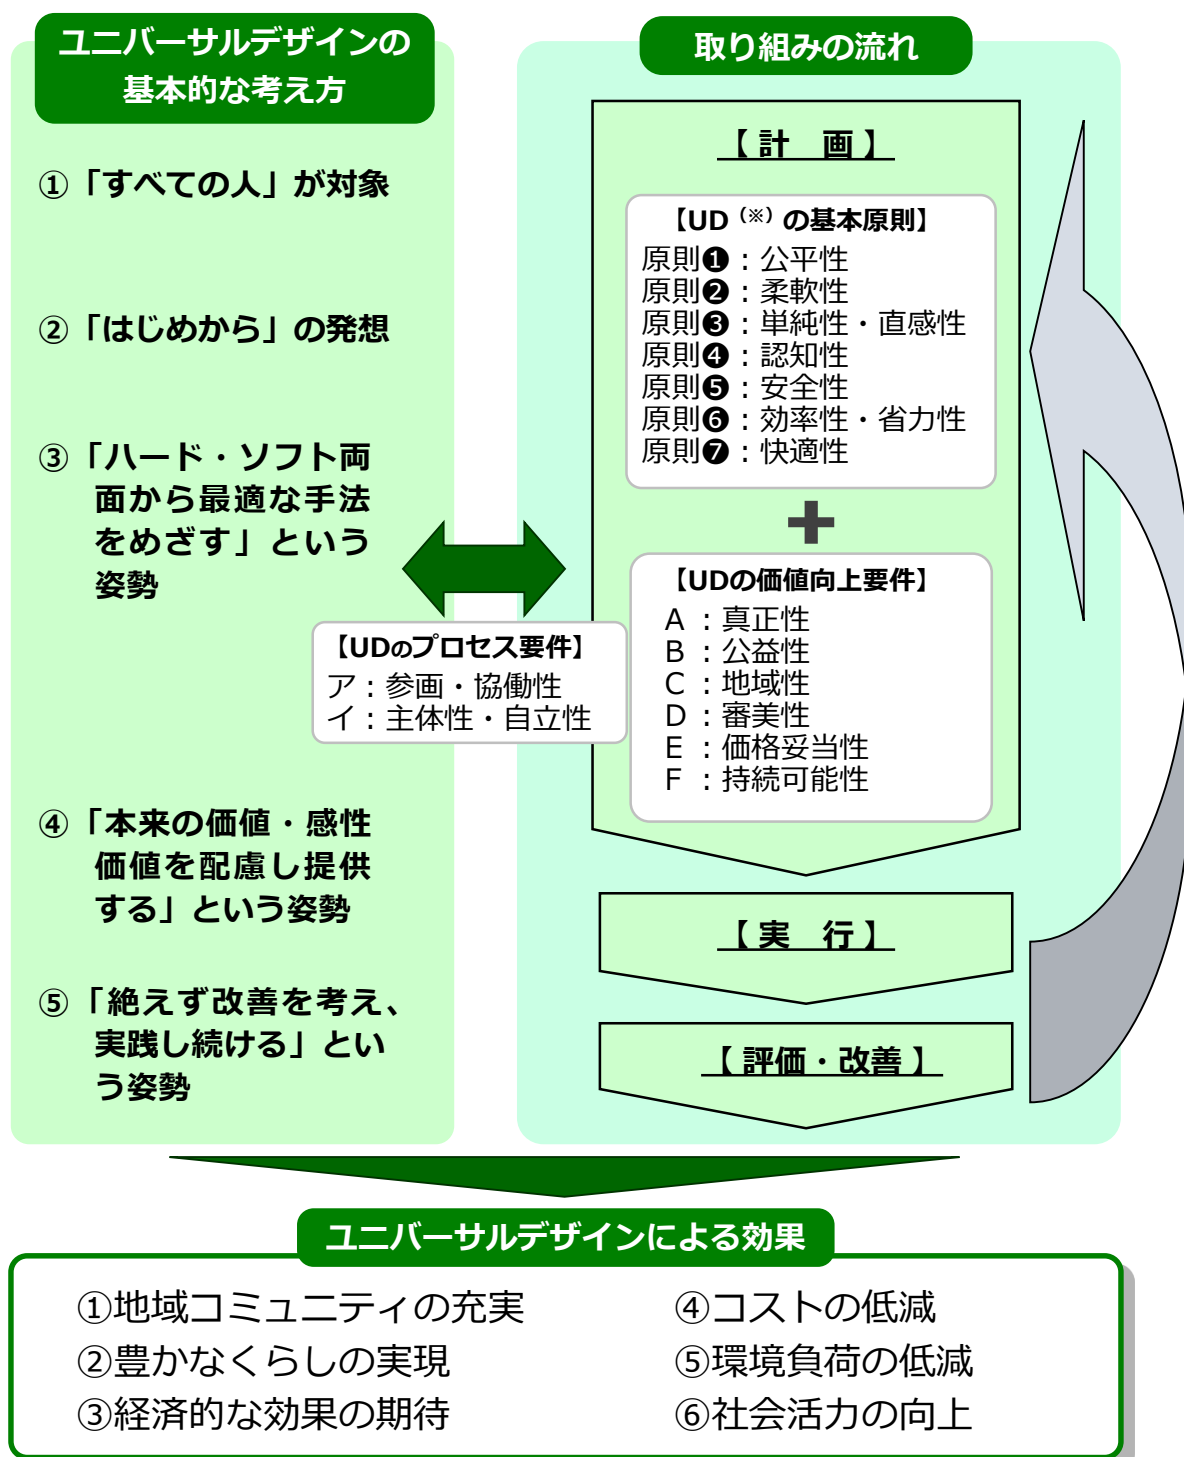 ユニバーサルデザインの
基本的な考え方
①「すべての人」が対象
②「はじめから」の発想
③「ハード・ソフト両
面から最適な手法
をめざす」という
姿勢
④「本来の価値・感性
価値を配慮し提供
する」という姿勢
⑤「絶えず改善を考え、
実践し続ける」とい
う姿勢
取り組みの流れ
【 計　画 】
【UD（※）の基本原則】
原則❶：公平性
原則❷：柔軟性
原則❸：単純性・直感性
原則❹：認知性
原則❺：安全性
原則❻：効率性・省力性
原則❼：快適性
＋
【UDの価値向上要件】
Ａ：真正性
Ｂ：公益性
Ｃ：地域性
Ｄ：審美性
Ｅ：価格妥当性
Ｆ：持続可能性
【UDのプロセス要件】
ア：参画・協働性
イ：主体性・自立性
【 実　行 】
【 評価・改善 】
ユニバーサルデザインによる効果
①地域コミュニティの充実
②豊かなくらしの実現
③経済的な効果の期待
④コストの低減
⑤環境負荷の低減
⑥社会活力の向上